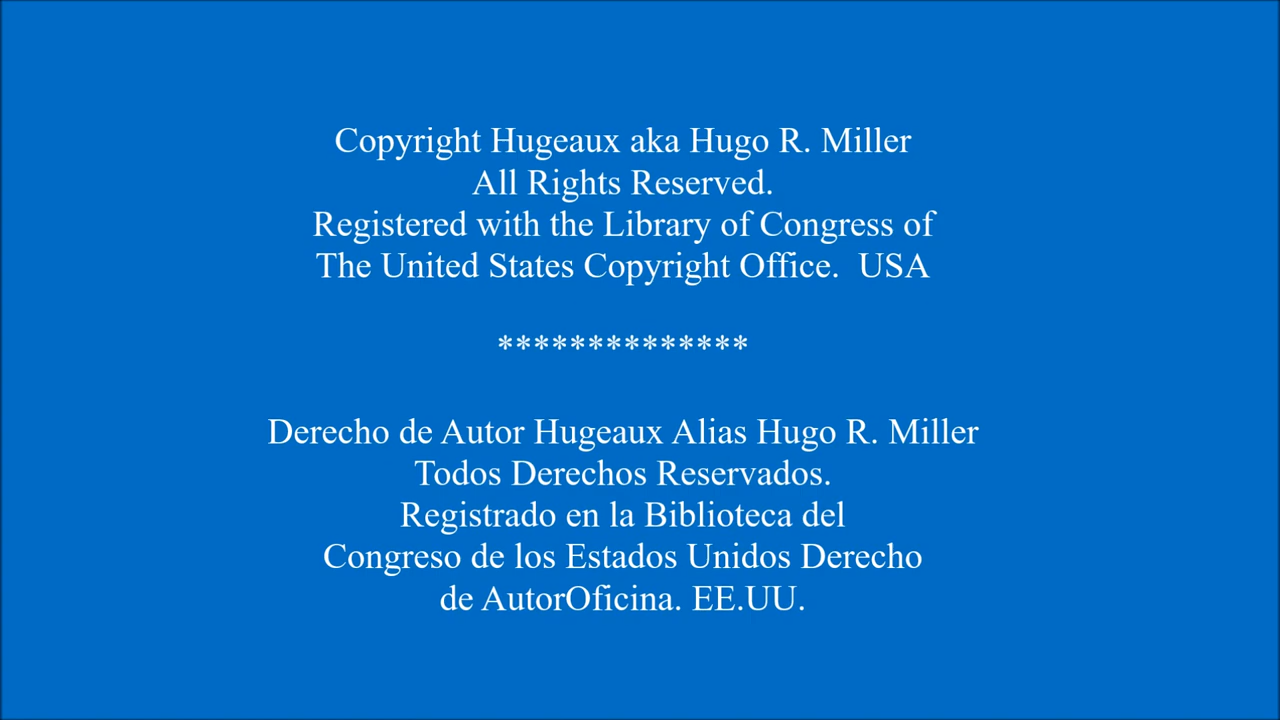 Copyright Hugeaux aka Hugo R. Miller
All Rights Reserved.
Registered with the Library of Congress of
The United States Copyright Office.  USA
**************
Derecho de Autor Hugeaux Alias Hugo R. Miller
Todos Derechos Reservados.
Registrado en la Biblioteca del
Congreso de los Estados Unidos Derecho
de AutorOficina. EE.UU.